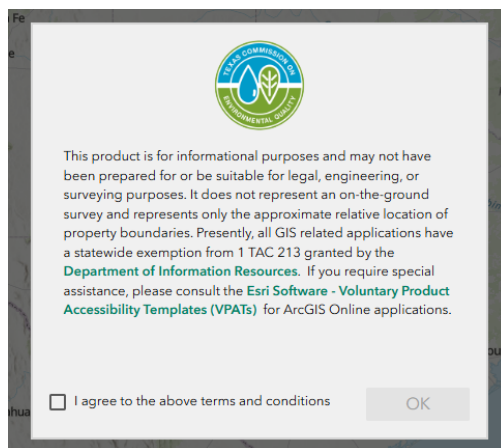 Fe
e
TEXAS COMMISSION ON
ENVIRONMENTAL QUALITY
This product is for informational purposes and may not have
been prepared for or be suitable for legal, engineering, or
surveying purposes. It does not represent an on-the-ground
survey and represents only the approximate relative location of
property boundaries. Presently, all GIS related applications have
a statewide exemption from 1 TAC 213 granted by the
Department of Information Resources. If you require special
assistance, please consult the Esri Software - Voluntary Product
Accessibility Templates (VPATs) for ArcGIS Online applications.
I agree to the above terms and conditions
OK